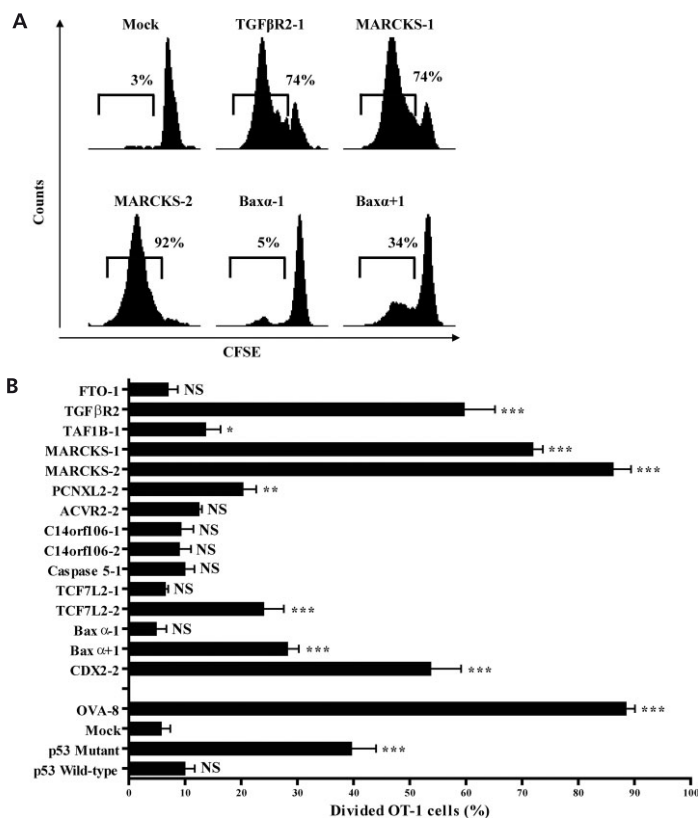 A
Mock
TGFβR2-1
MARCKS-1
3%
74%
74%
MARCKS-2
Baxα-1
Baxα+1
92%
5%
34%
Counts
CFSE
B
FTO-1 NS
TGFβR2 ***
TAF1B-1 *
MARCKS-1 ***
MARCKS-2 ***
PCNXL2-2 **
ACVR2-2 NS
C14orf106-1 NS
C14orf106-2 NS
Caspase 5-1 NS
TCF7L2-1 NS
TCF7L2-2 ***
Bax α-1 NS
Bax α+1 ***
CDX2-2 ***
OVA-8 ***
Mock
p53 Mutant ***
p53 Wild-type NS
0 10 20 30 40 50 60 70 80 90 100
Divided OT-1 cells (%)